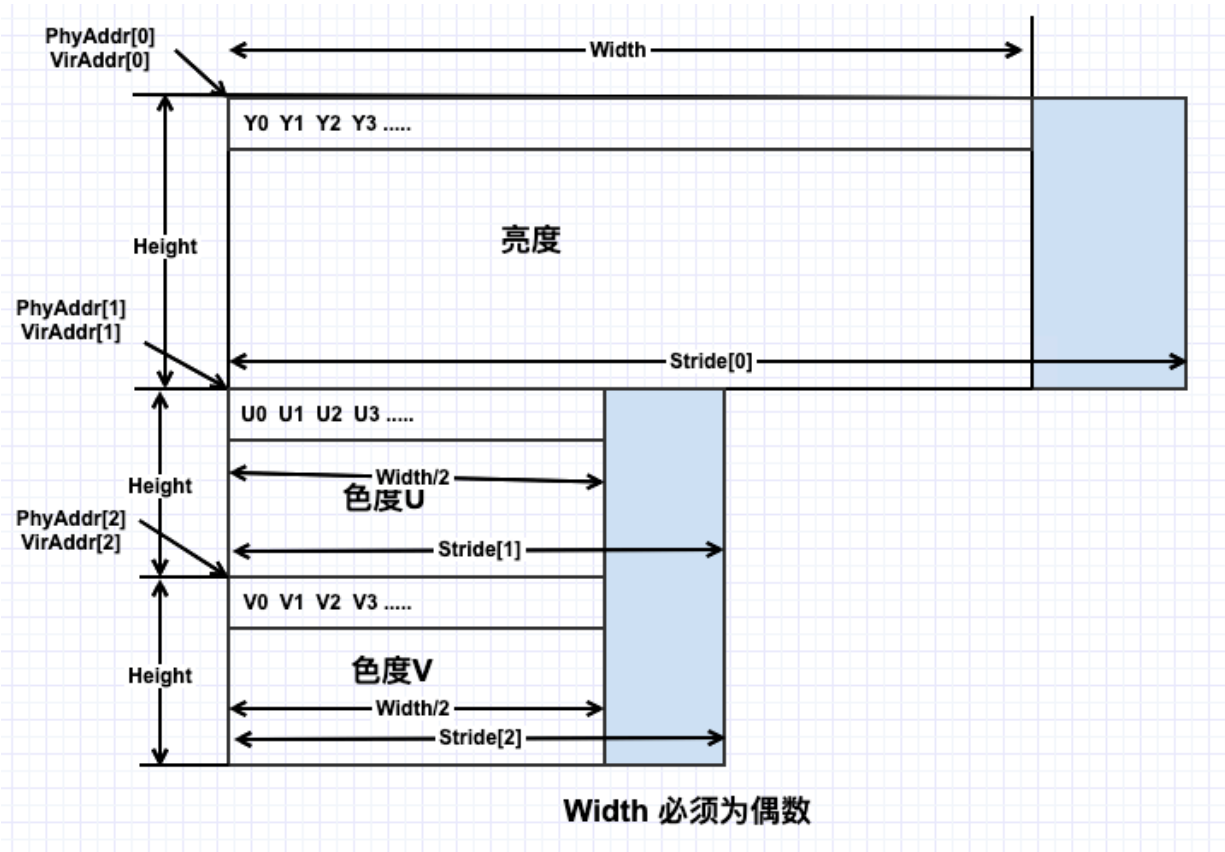 PhyAddr[0]
VirAddr[0]
Width
Y0 Y1 Y2 Y3 .....
亮度
Height
PhyAddr[1]
VirAddr[1]
Stride[0]
U0 U1 U2 U3 .....
Width/2
色度U
Height
PhyAddr[2]
VirAddr[2]
Stride[1]
V0 V1 V2 V3 .....
色度V
Height
Width/2
Stride[2]
Width 必须为偶数